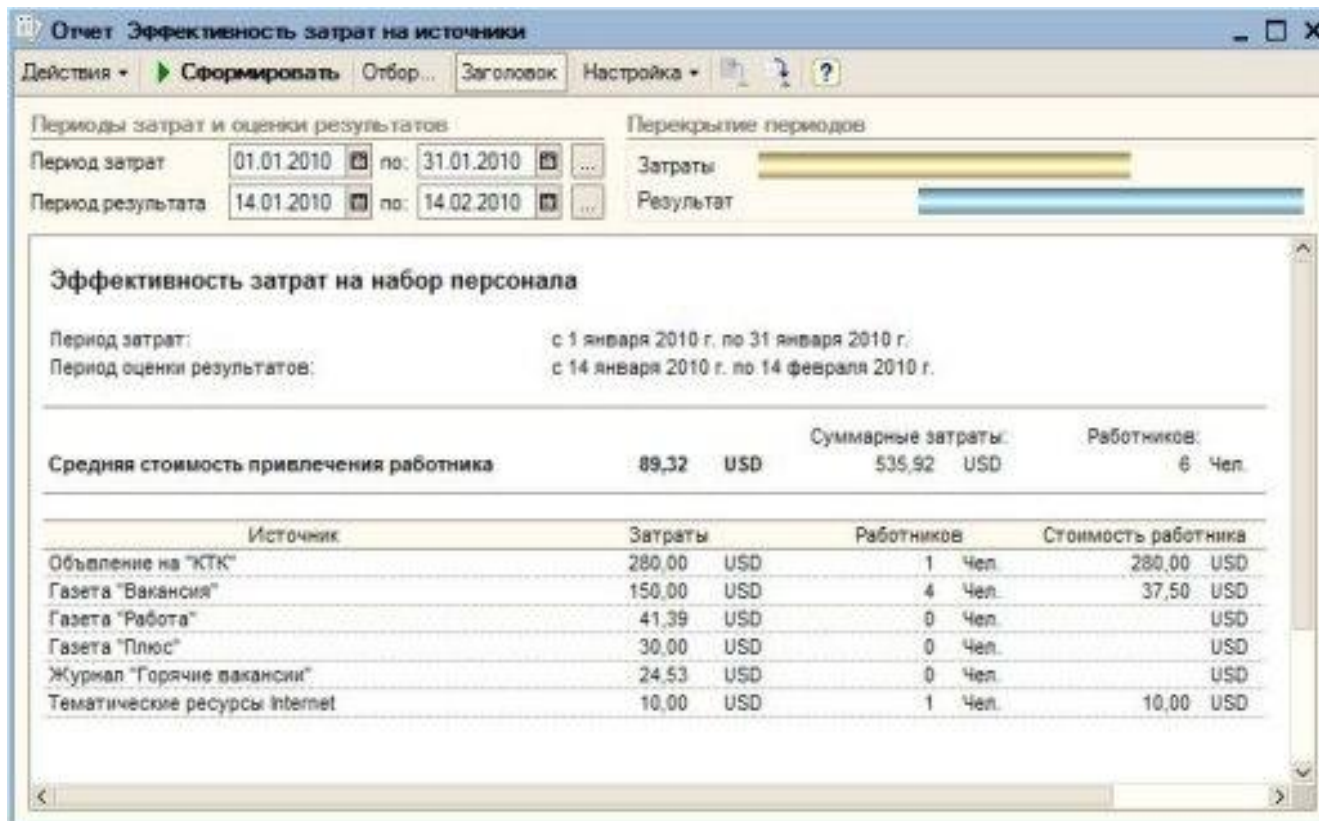 Отчет Эффективность затрат на источники
Действия Сформировать Отбор... Заголовок Настройка ?
Периоды затрат и оценки результатов Перекрытие периодов
Период затрат 01.01.2010 по: 31.01.2010 ... Затраты
Период результата 14.01.2010 по: 14.02.2010 ... Результат
Эффективность затрат на набор персонала
Период затрат: с 1 января 2010 г. по 31 января 2010 г.
Период оценки результатов: с 14 января 2010 г. по 14 февраля 2010 г.
Суммарные затраты: Работников:
Средняя стоимость привлечения работника 89,32 USD 535,92 USD 6 Чел.
Источник Затраты Работников Стоимость работника
Объвление на "КТК" 280,00 USD 1 Чел. 280,00 USD
Газета "Вакансия" 150,00 USD 4 Чел. 37,50 USD
Газета "Работа" 41,39 USD 0 Чел. USD
Газета "Плюс" 30,00 USD 0 Чел. USD
Журнал "Горячие вакансии" 24,53 USD 0 Чел. USD
Тематические ресурсы Internet 10,00 USD 1 Чел. 10,00 USD